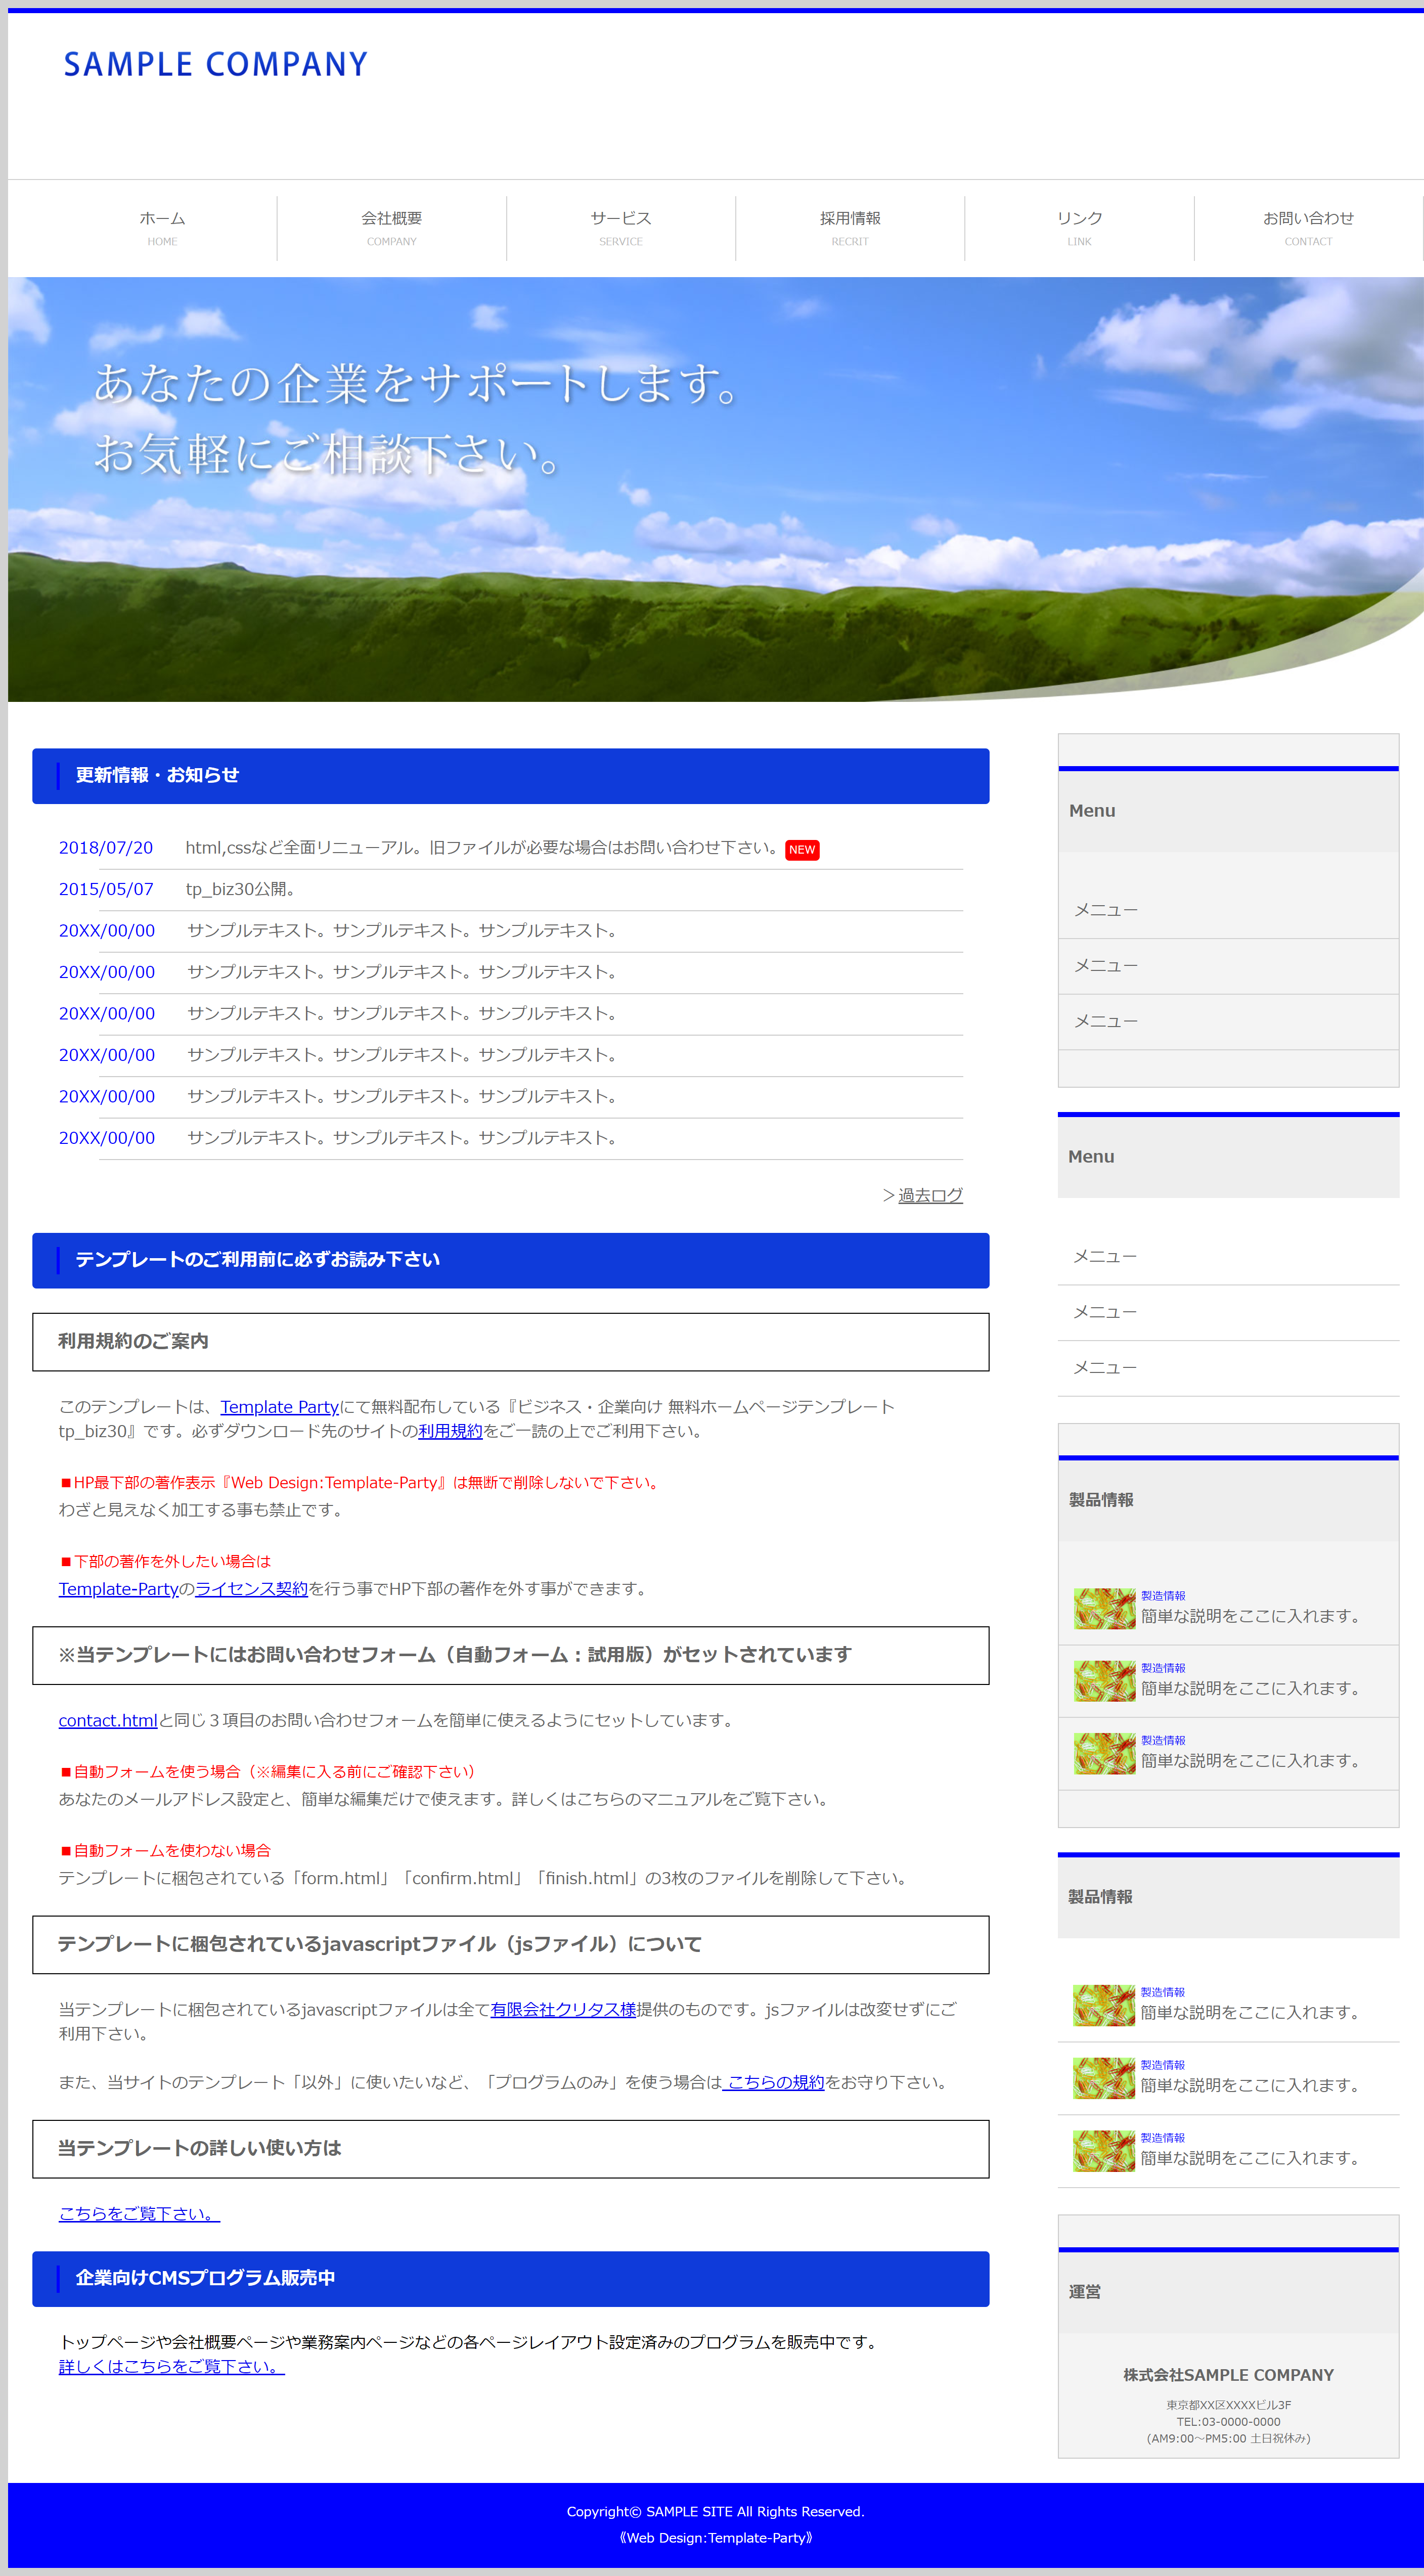 SAMPLE COMPANY
ホーム
HOME
会社概要
COMPANY
サービス
SERVICE
採用情報
RECRIT
リンク
LINK
お問い合わせ
CONTACT
あなたの企業をサポートします。
お気軽にご相談下さい。
更新情報・お知らせ
2018/07/20 html,cssなど全面リニューアル。旧ファイルが必要な場合はお問い合わせ下さい。NEW
2015/05/07 tp_biz30公開。
20XX/00/00 サンプルテキスト。サンプルテキスト。サンプルテキスト。
20XX/00/00 サンプルテキスト。サンプルテキスト。サンプルテキスト。
20XX/00/00 サンプルテキスト。サンプルテキスト。サンプルテキスト。
20XX/00/00 サンプルテキスト。サンプルテキスト。サンプルテキスト。
20XX/00/00 サンプルテキスト。サンプルテキスト。サンプルテキスト。
20XX/00/00 サンプルテキスト。サンプルテキスト。サンプルテキスト。
＞過去ログ
テンプレートのご利用前に必ずお読み下さい
利用規約のご案内
このテンプレートは、Template Partyにて無料配布している『ビジネス・企業向け 無料ホームページテンプレート
tp_biz30』です。必ずダウンロード先のサイトの利用規約をご一読の上でご利用下さい。
■HP最下部の著作表示『Web Design:Template-Party』は無断で削除しないで下さい。
わざと見えなく加工する事も禁止です。
■下部の著作を外したい場合は
Template-Partyのライセンス契約を行う事でHP下部の著作を外す事ができます。
※当テンプレートにはお問い合わせフォーム（自動フォーム：試用版）がセットされています
contact.htmlと同じ３項目のお問い合わせフォームを簡単に使えるようにセットしています。
■自動フォームを使う場合（※編集に入る前にご確認下さい）
あなたのメールアドレス設定と、簡単な編集だけで使えます。詳しくはこちらのマニュアルをご覧下さい。
■自動フォームを使わない場合
テンプレートに梱包されている「form.html」「confirm.html」「finish.html」の3枚のファイルを削除して下さい。
テンプレートに梱包されているjavascriptファイル（jsファイル）について
当テンプレートに梱包されているjavascriptファイルは全て有限会社クリタス様提供のものです。jsファイルは改変せずにご
利用下さい。
また、当サイトのテンプレート「以外」に使いたいなど、「プログラムのみ」を使う場合は こちらの規約をお守り下さい。
当テンプレートの詳しい使い方は
こちらをご覧下さい。
企業向けCMSプログラム販売中
トップページや会社概要ページや業務案内ページなどの各ページレイアウト設定済みのプログラムを販売中です。
詳しくはこちらをご覧下さい。
Menu
メニュー
メニュー
メニュー
Menu
メニュー
メニュー
メニュー
製品情報
製造情報
簡単な説明をここに入れます。
製造情報
簡単な説明をここに入れます。
製造情報
簡単な説明をここに入れます。
製品情報
製造情報
簡単な説明をここに入れます。
製造情報
簡単な説明をここに入れます。
製造情報
簡単な説明をここに入れます。
運営
株式会社SAMPLE COMPANY
東京都XX区XXXXビル3F
TEL:03-0000-0000
(AM9:00～PM5:00 土日祝休み)
Copyright© SAMPLE SITE All Rights Reserved.
《Web Design:Template-Party》